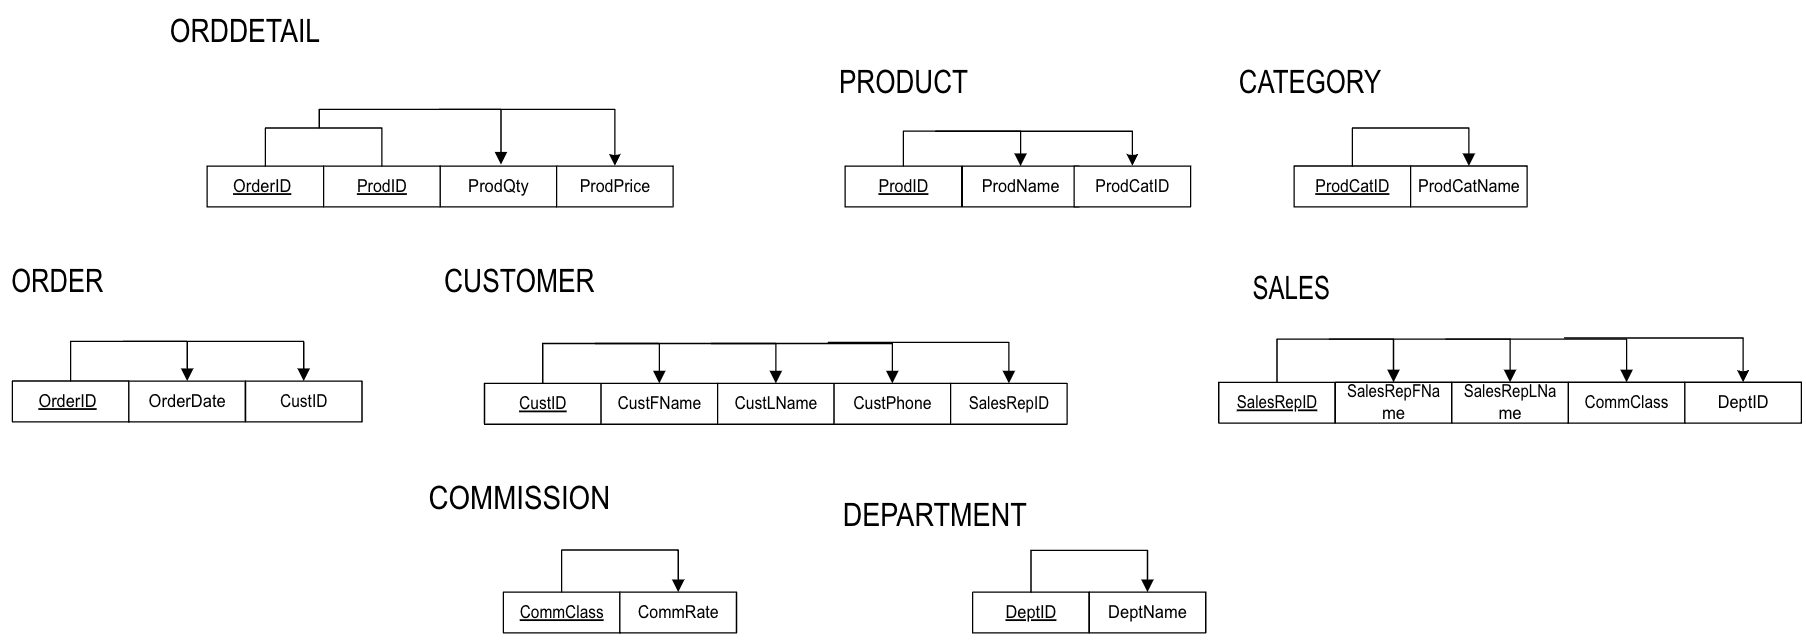 ORDDETAIL
PRODUCT
CATEGORY
OrderID
ProdID
ProdQty
ProdPrice
ProdID
ProdName
ProdCatID
ProdCatID
ProdCatName
ORDER
CUSTOMER
SALES
OrderID
OrderDate
CustID
CustID
CustFName
CustLName
CustPhone
SalesRepID
SalesRepID
SalesRepFNa
me
SalesRepLNa
me
CommClass
DeptID
COMMISSION
DEPARTMENT
CommClass
CommRate
DeptID
DeptName